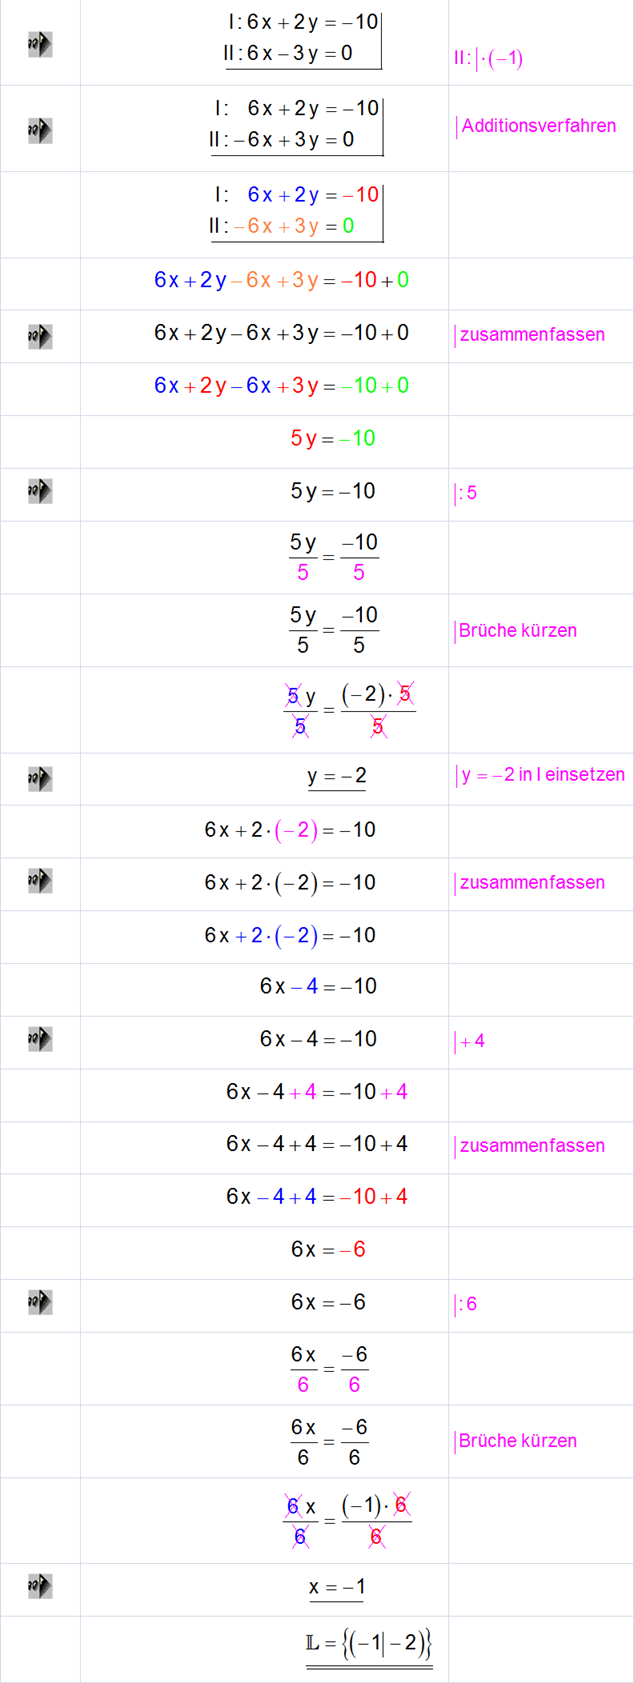 I: 6x + 2y = −10
II: 6x − 3y = 0
II: | ·(−1)
I: 6x + 2y = −10
II: −6x + 3y = 0
| Additionsverfahren
I: 6x + 2y = −10
II: −6x + 3y = 0
6x + 2y − 6x + 3y = −10 + 0
6x + 2y − 6x + 3y = −10 + 0 | zusammenfassen
6x + 2y − 6x + 3y = −10 + 0
5y = −10
5y = −10 | : 5
5y/5 = −10/5
5y/5 = −10/5 | Brüche kürzen
5y/5 = (−2)·5/5
y = −2 | y = −2 in I einsetzen
6x + 2·(−2) = −10
6x + 2·(−2) = −10 | zusammenfassen
6x + 2·(−2) = −10
6x − 4 = −10
6x − 4 = −10 | + 4
6x − 4 + 4 = −10 + 4
6x − 4 + 4 = −10 + 4 | zusammenfassen
6x − 4 + 4 = −10 + 4
6x = −6
6x = −6 | : 6
6x/6 = −6/6
6x/6 = −6/6 | Brüche kürzen
6x/6 = (−1)·6/6
x = −1
𝕃 = {(−1|−2)}